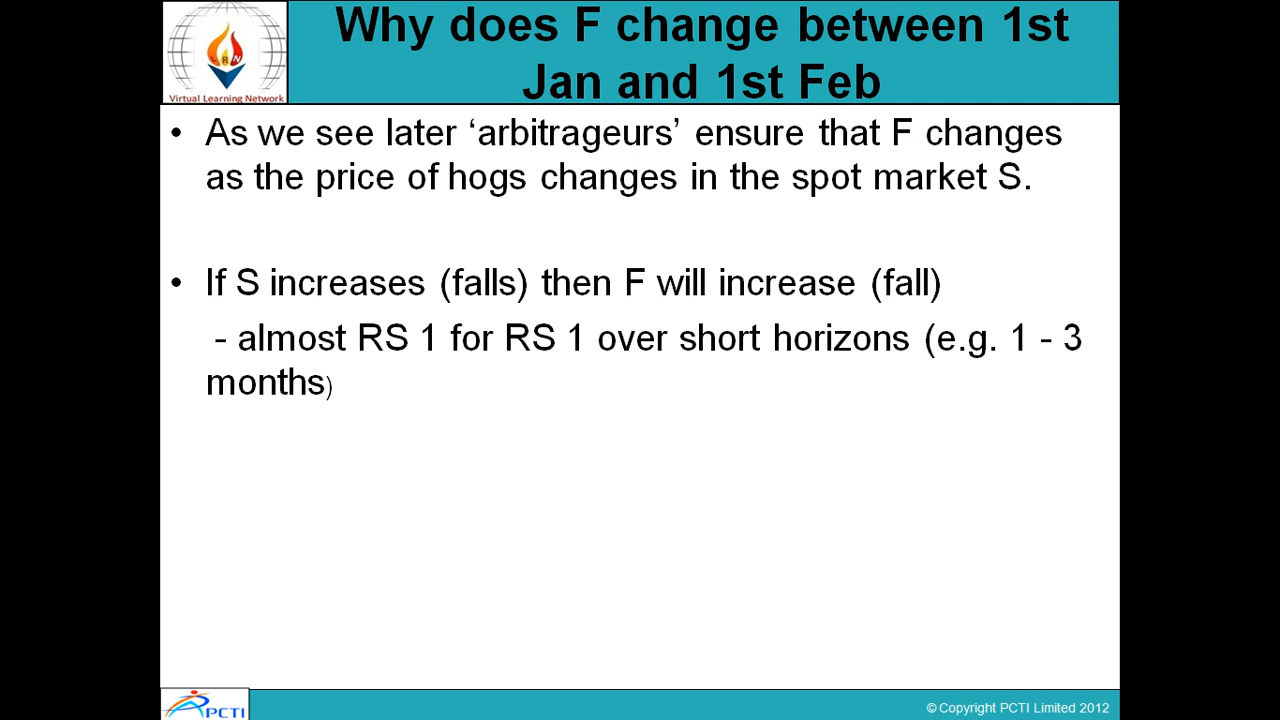 Why does F change between 1st
Jan and 1st Feb
Virtual Learning Network
• As we see later ‘arbitrageurs’ ensure that F changes
as the price of hogs changes in the spot market S.
• If S increases (falls) then F will increase (fall)
- almost RS 1 for RS 1 over short horizons (e.g. 1 - 3
months)
PCTI
© Copyright PCTI Limited 2012